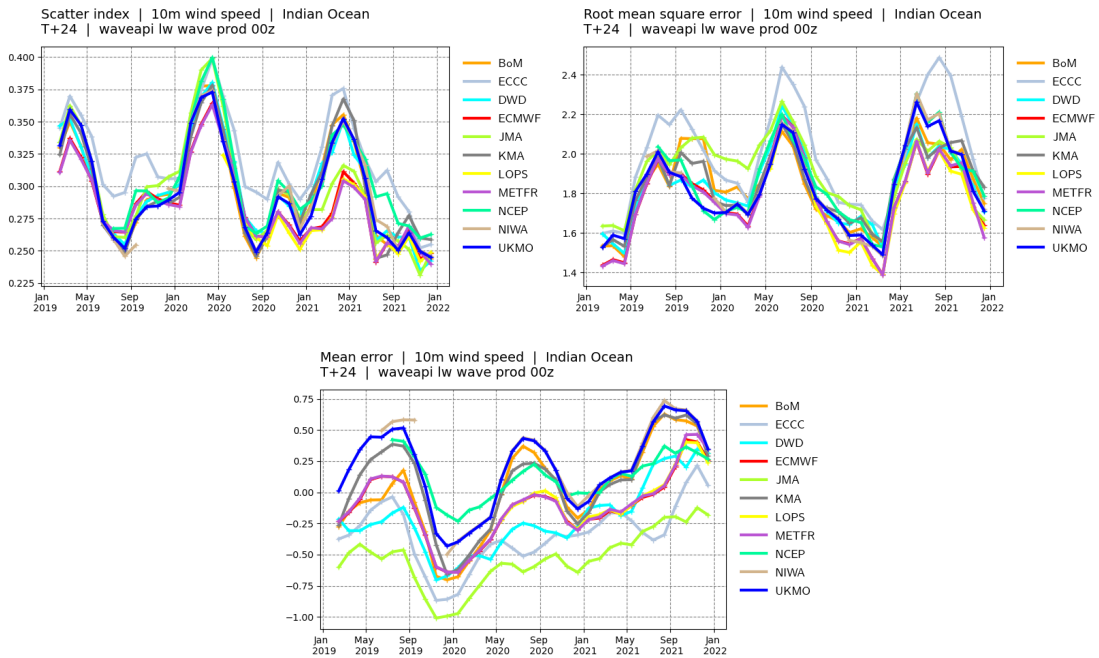 Scatter index | 10m wind speed | Indian Ocean
T+24 | waveapi lw wave prod 00z
0.400
0.375
0.350
0.325
0.300
0.275
0.250
0.225
Jan 2019
May 2019
Sep 2019
Jan 2020
May 2020
Sep 2020
Jan 2021
May 2021
Sep 2021
Jan 2022
BoM
ECCC
DWD
ECMWF
JMA
KMA
LOPS
METFR
NCEP
NIWA
UKMO
Root mean square error | 10m wind speed | Indian Ocean
T+24 | waveapi lw wave prod 00z
2.4
2.2
2.0
1.8
1.6
1.4
Jan 2019
May 2019
Sep 2019
Jan 2020
May 2020
Sep 2020
Jan 2021
May 2021
Sep 2021
Jan 2022
BoM
ECCC
DWD
ECMWF
JMA
KMA
LOPS
METFR
NCEP
NIWA
UKMO
Mean error | 10m wind speed | Indian Ocean
T+24 | waveapi lw wave prod 00z
0.75
0.50
0.25
0.00
−0.25
−0.50
−0.75
−1.00
Jan 2019
May 2019
Sep 2019
Jan 2020
May 2020
Sep 2020
Jan 2021
May 2021
Sep 2021
Jan 2022
BoM
ECCC
DWD
ECMWF
JMA
KMA
LOPS
METFR
NCEP
NIWA
UKMO